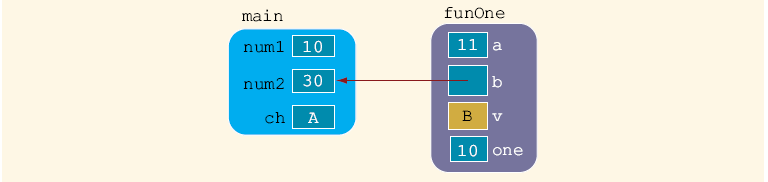 main
num1 10
num2 30
ch A
funOne
11 a
b
B v
10 one